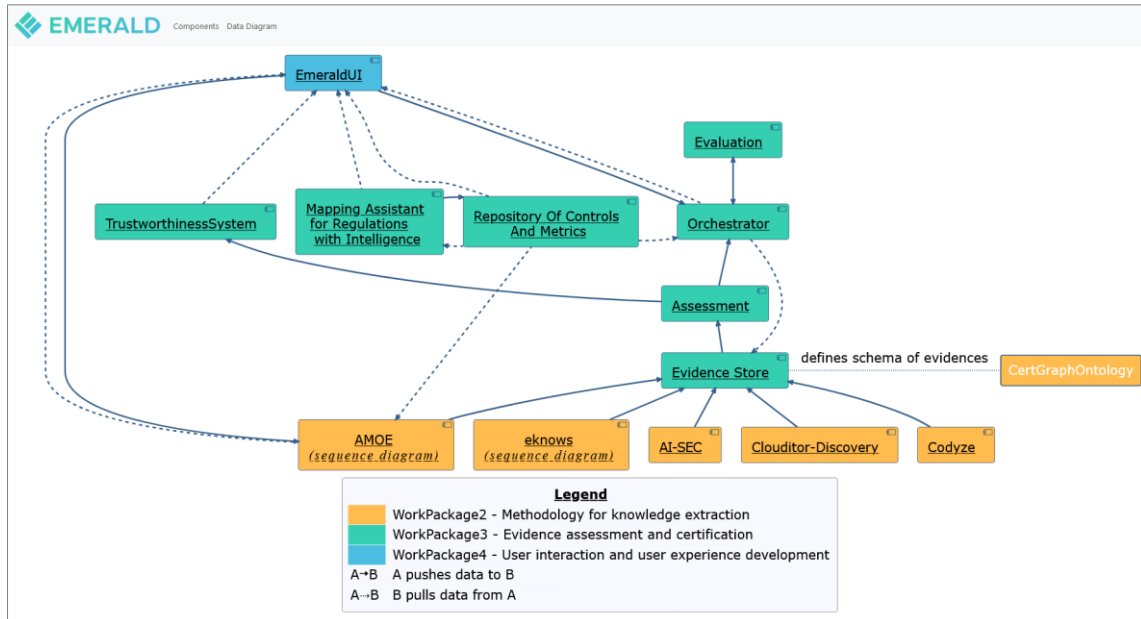 EMERALD Components Data Diagram
EmeraldUI
Evaluation
TrustworthinessSystem
Mapping Assistant
for Regulations
with Intelligence
Repository Of Controls
And Metrics
Orchestrator
Assessment
Evidence Store
defines schema of evidences
CertGraphOntology
AMOE
(sequence diagram)
eknows
(sequence diagram)
AI-SEC
Clouditor-Discovery
Codyze
Legend
WorkPackage2 - Methodology for knowledge extraction
WorkPackage3 - Evidence assessment and certification
WorkPackage4 - User interaction and user experience development
A→B A pushes data to B
A⇢B B pulls data from A